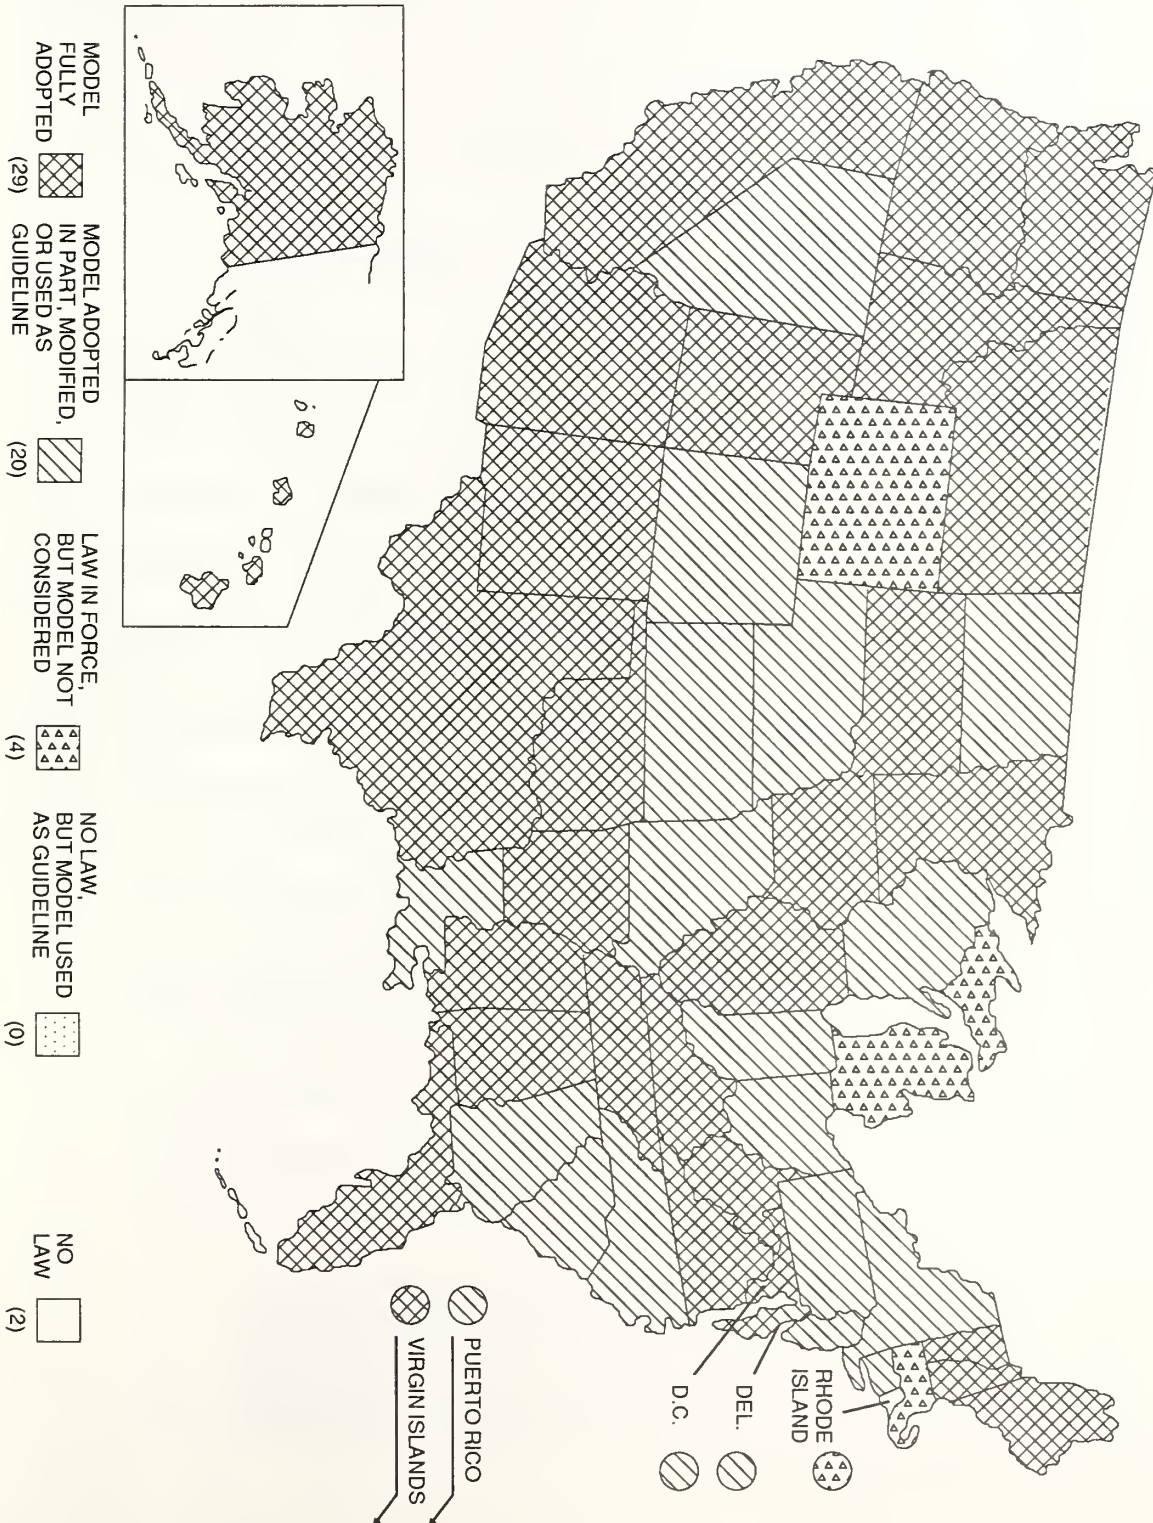 RHODE
ISLAND
DEL.
D.C.
PUERTO RICO
VIRGIN ISLANDS
MODEL
FULLY
ADOPTED
(29)
MODEL ADOPTED
IN PART, MODIFIED,
OR USED AS
GUIDELINE
(20)
LAW IN FORCE,
BUT MODEL NOT
CONSIDERED
(4)
NO LAW,
BUT MODEL USED
AS GUIDELINE
(0)
NO
LAW
(2)